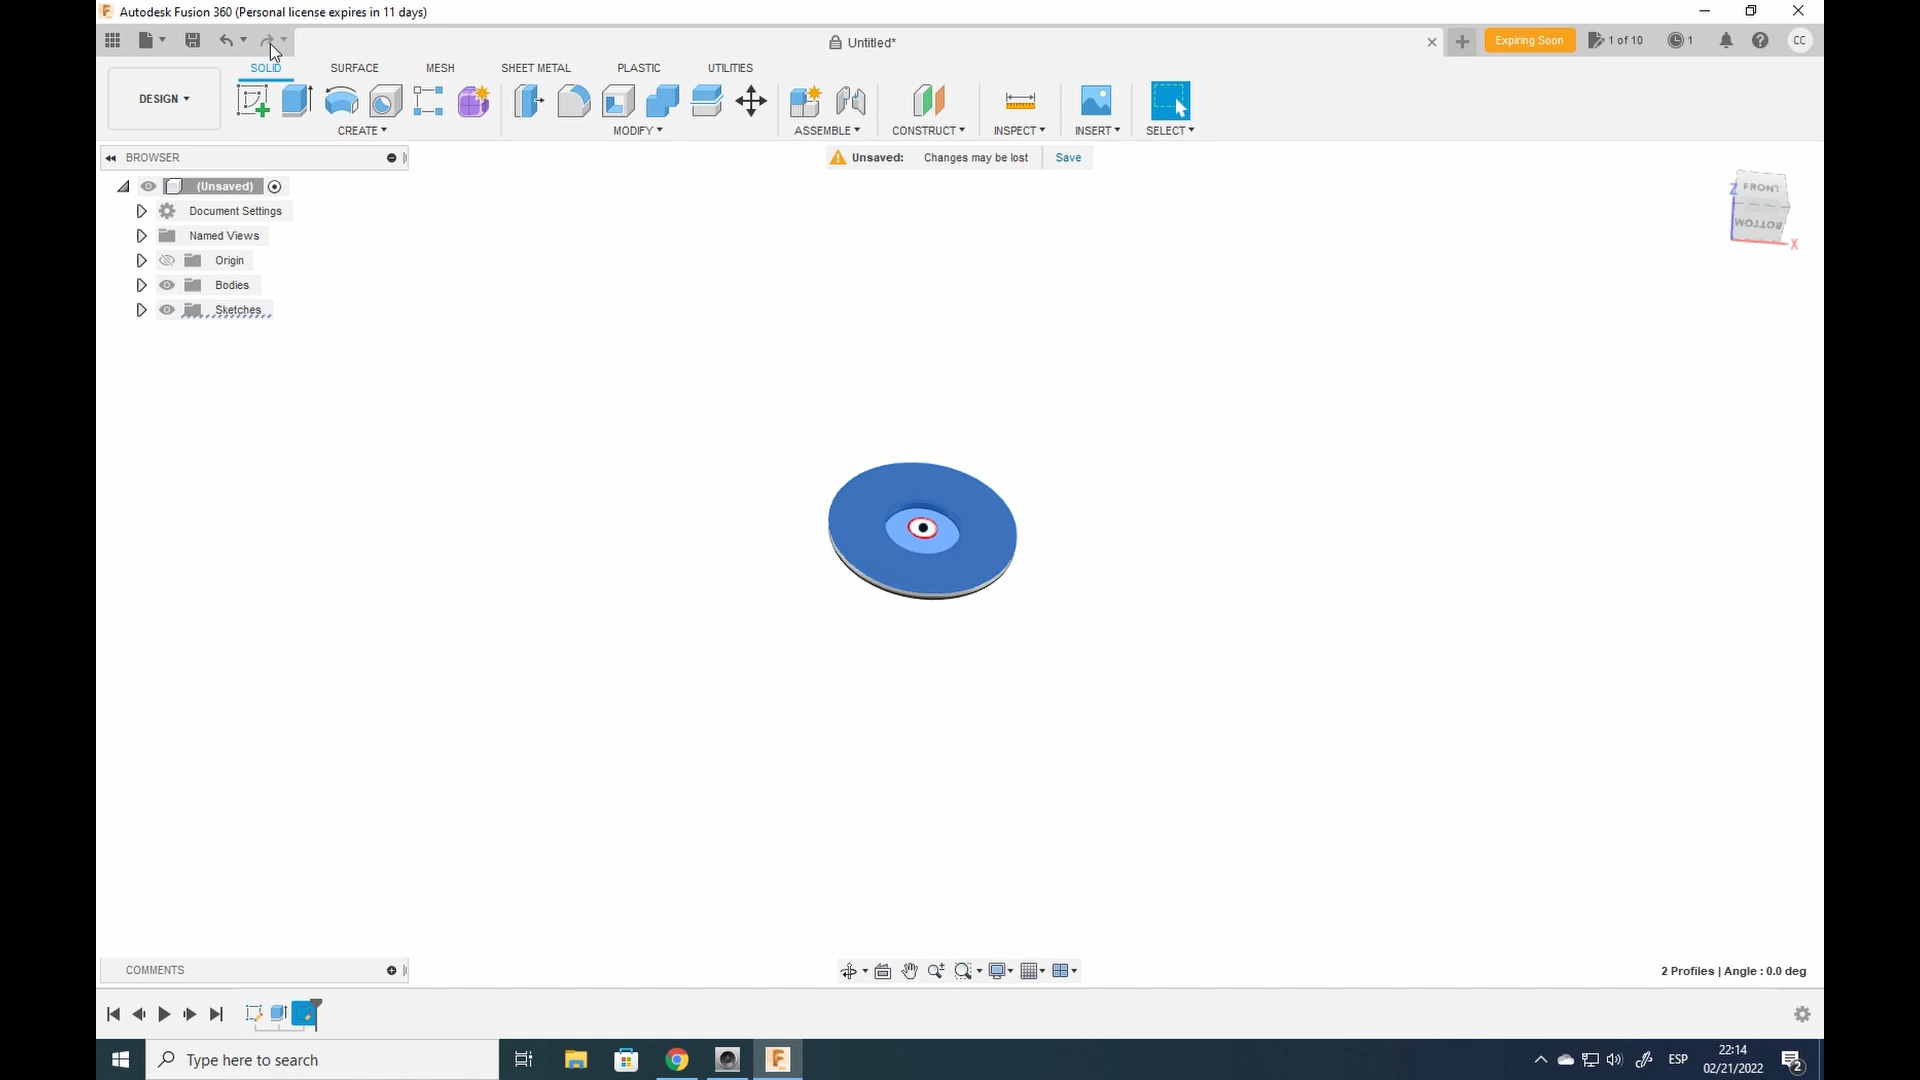 Autodesk Fusion 360 (Personal license expires in 11 days)
Untitled*
Expiring Soon
1 of 10
1
CC
DESIGN
SOLID
SURFACE
MESH
SHEET METAL
PLASTIC
UTILITIES
CREATE
MODIFY
ASSEMBLE
CONSTRUCT
INSPECT
INSERT
SELECT
BROWSER
Unsaved: Changes may be lost Save
(Unsaved)
Document Settings
Named Views
Origin
Bodies
Sketches
FRONT
BOTTOM
Z
X
COMMENTS
2 Profiles | Angle : 0.0 deg
Type here to search
ESP
22:14
02/21/2022
2